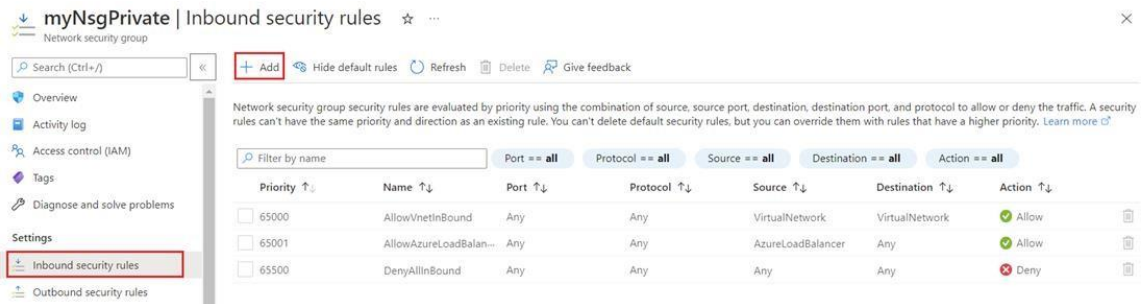 myNsgPrivate | Inbound security rules
Network security group
Search (Ctrl+/)
Overview
Activity log
Access control (IAM)
Tags
Diagnose and solve problems
Settings
Inbound security rules
Outbound security rules
Add Hide default rules Refresh Delete Give feedback
Network security group security rules are evaluated by priority using the combination of source, source port, destination, destination port, and protocol to allow or deny the traffic. A security
rules can't have the same priority and direction as an existing rule. You can't delete default security rules, but you can override them with rules that have a higher priority. Learn more
Filter by name Port == all Protocol == all Source == all Destination == all Action == all
Priority Name Port Protocol Source Destination Action
65000 AllowVnetInBound Any Any VirtualNetwork VirtualNetwork Allow
65001 AllowAzureLoadBalan... Any Any AzureLoadBalancer Any Allow
65500 DenyAllInBound Any Any Any Any Deny